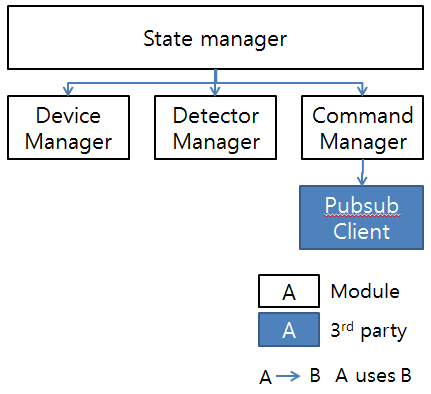 State manager
Device Manager
Detector Manager
Command Manager
Pubsub Client
A Module
A 3rd party
A B A uses B